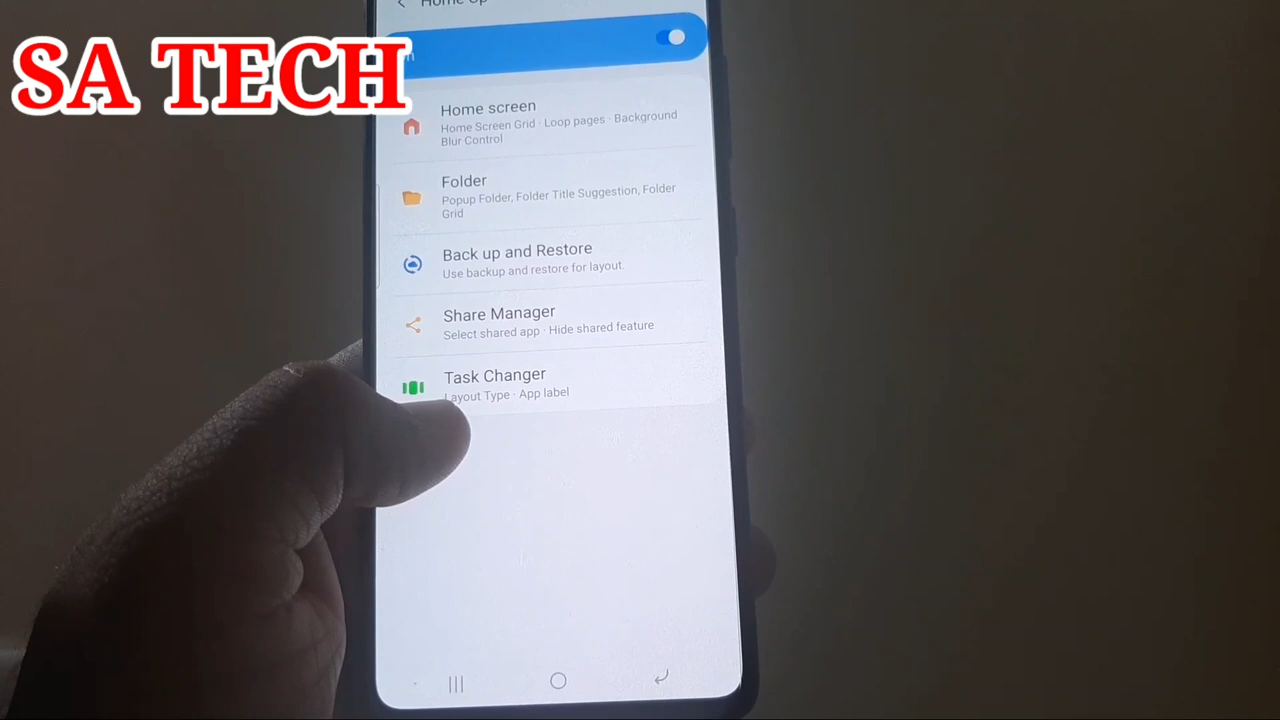 Home Up
SA TECH
Home screen
Home Screen Grid · Loop pages · Background
Blur Control
Folder
Popup Folder, Folder Title Suggestion, Folder
Grid
Back up and Restore
Use backup and restore for layout.
Share Manager
Select shared app · Hide shared feature
Task Changer
Layout Type · App label